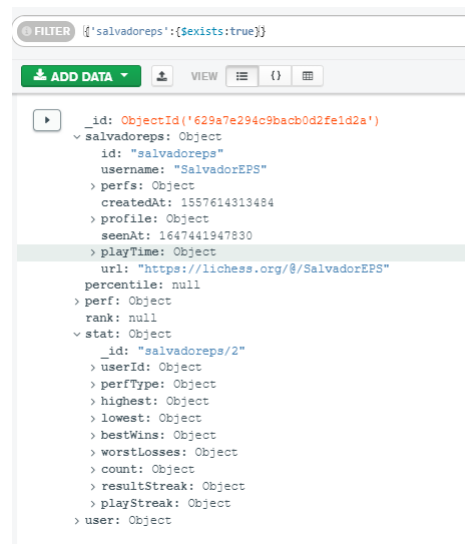 FILTER {'salvadoreps':{$exists:true}}
ADD DATA VIEW {}
_id: ObjectId('629a7e294c9bacb0d2fe1d2a')
salvadoreps: Object
id: "salvadoreps"
username: "SalvadorEPS"
perfs: Object
createdAt: 1557614313484
profile: Object
seenAt: 1647441947830
playTime: Object
url: "https://lichess.org/@/SalvadorEPS"
percentile: null
perf: Object
rank: null
stat: Object
_id: "salvadoreps/2"
userId: Object
perfType: Object
highest: Object
lowest: Object
bestWins: Object
worstLosses: Object
count: Object
resultStreak: Object
playStreak: Object
user: Object